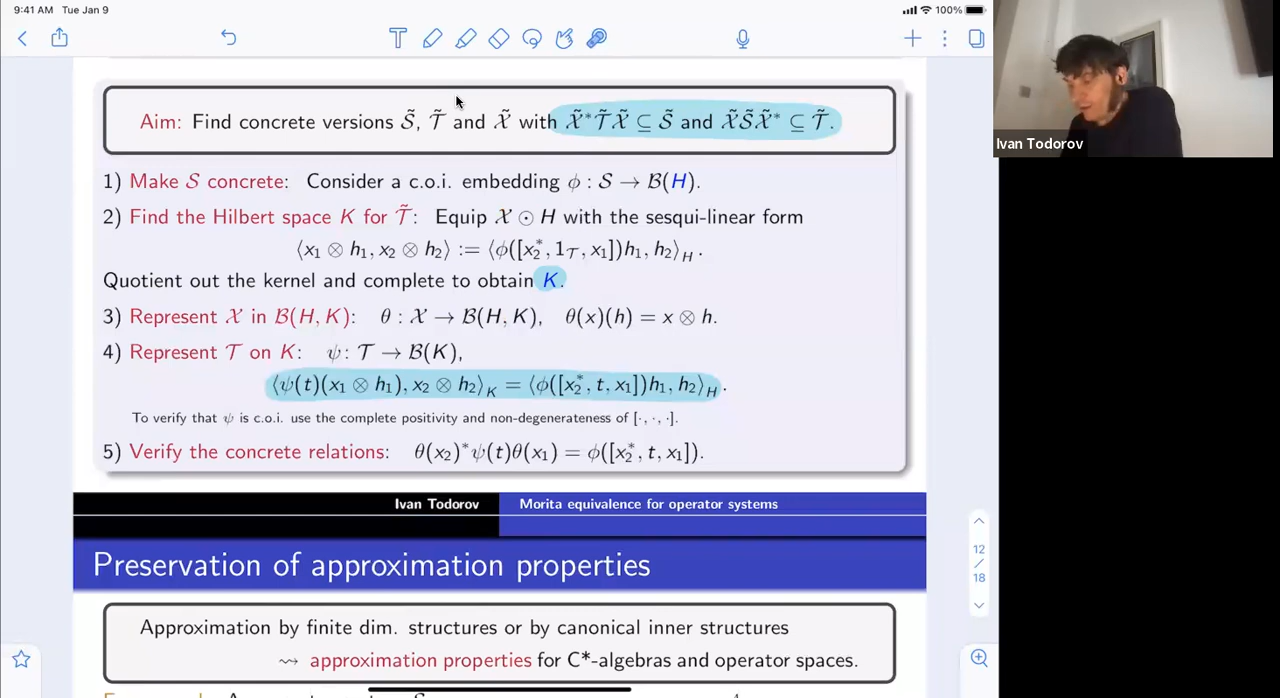 9:41 AM Tue Jan 9
100%
Aim: Find concrete versions S̃, T̃ and X̃ with X̃*T̃X̃ ⊆ S̃ and X̃S̃X̃* ⊆ T̃.
1) Make S concrete: Consider a c.o.i. embedding ϕ : S → B(H).
2) Find the Hilbert space K for T̃: Equip X ⊙ H with the sesqui-linear form
⟨x₁ ⊗ h₁, x₂ ⊗ h₂⟩ := ⟨ϕ([x₂*, 1_T, x₁])h₁, h₂⟩_H .
Quotient out the kernel and complete to obtain K.
3) Represent X in B(H, K): θ : X → B(H, K), θ(x)(h) = x ⊗ h.
4) Represent T on K: ψ : T → B(K),
⟨ψ(t)(x₁ ⊗ h₁), x₂ ⊗ h₂⟩_K = ⟨ϕ([x₂*, t, x₁])h₁, h₂⟩_H .
To verify that ψ is c.o.i. use the complete positivity and non-degenerateness of [·, ·, ·].
5) Verify the concrete relations: θ(x₂)*ψ(t)θ(x₁) = ϕ([x₂*, t, x₁]).
Ivan Todorov Morita equivalence for operator systems
Preservation of approximation properties
Approximation by finite dim. structures or by canonical inner structures
⇝ approximation properties for C*-algebras and operator spaces.
12
/
18
Ivan Todorov